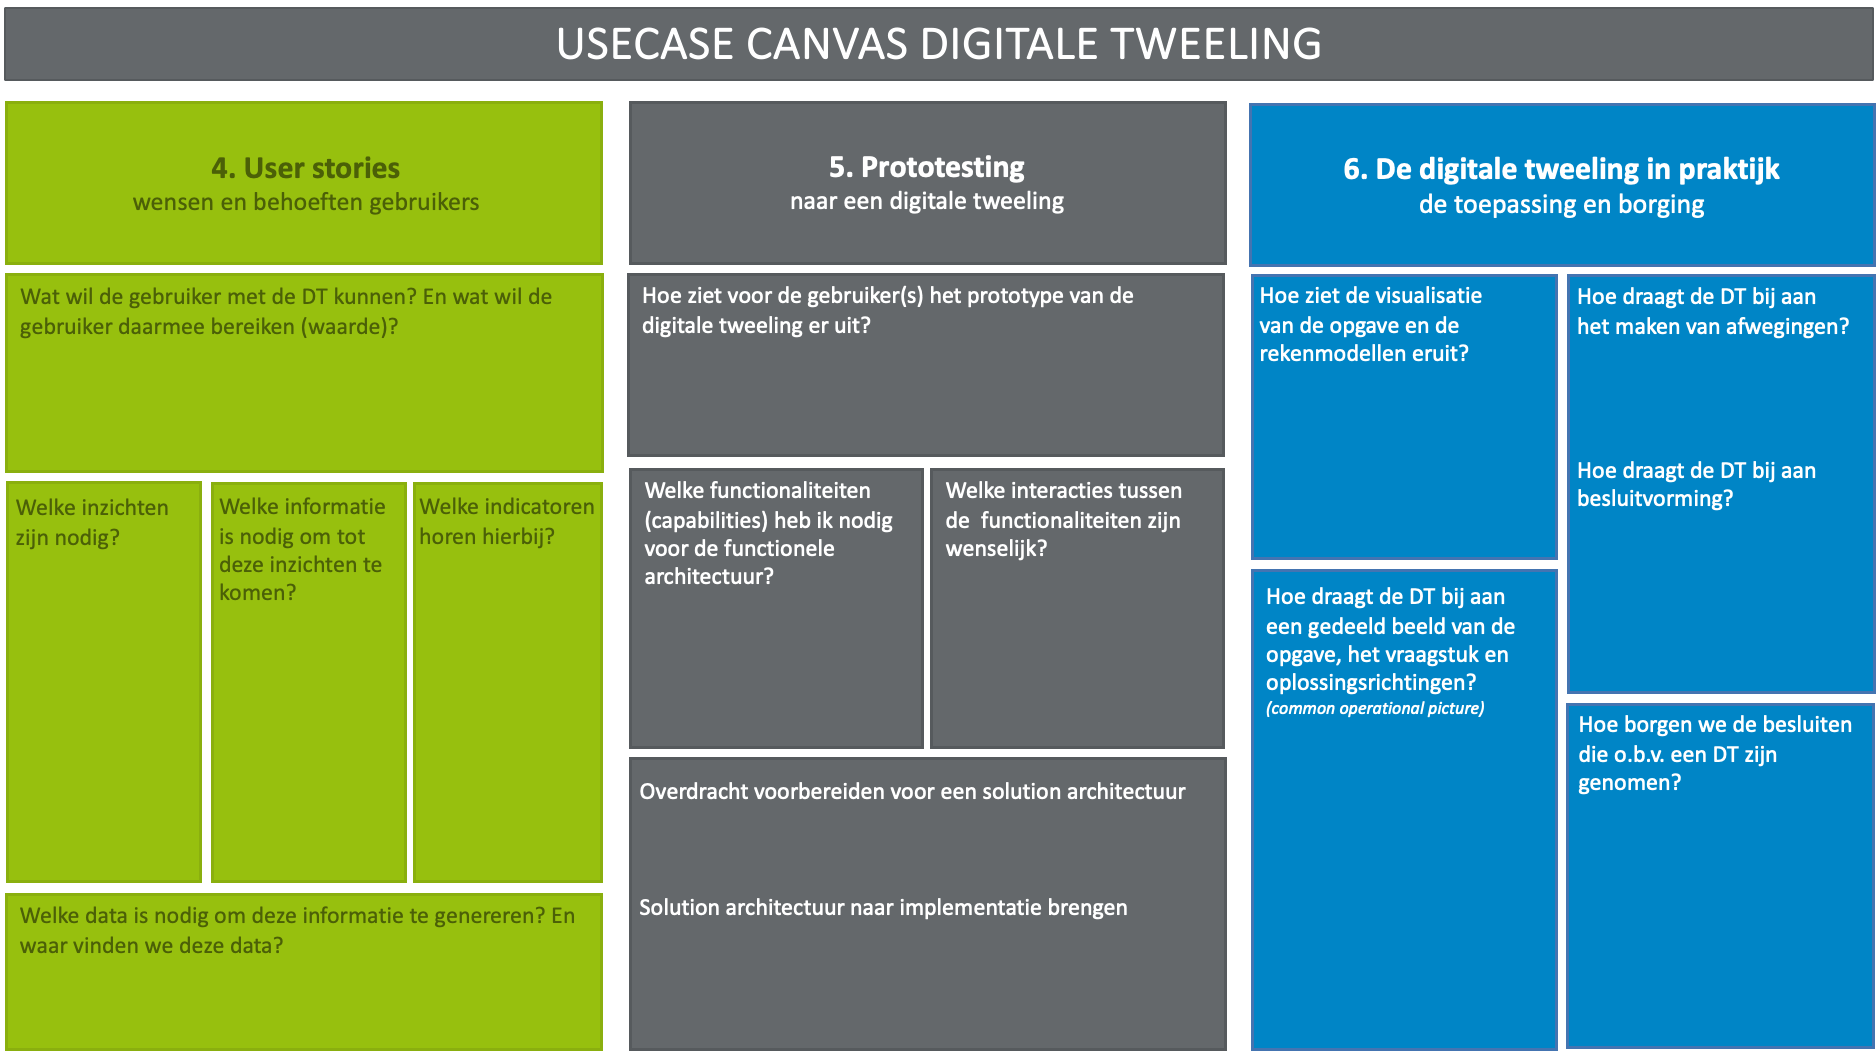 USECASE CANVAS DIGITALE TWEELING
4. User stories
wensen en behoeften gebruikers
Wat wil de gebruiker met de DT kunnen? En wat wil de
gebruiker daarmee bereiken (waarde)?
Welke inzichten
zijn nodig?
Welke informatie
is nodig om tot
deze inzichten te
komen?
Welke indicatoren
horen hierbij?
Welke data is nodig om deze informatie te genereren? En
waar vinden we deze data?
5. Prototesting
naar een digitale tweeling
Hoe ziet voor de gebruiker(s) het prototype van de
digitale tweeling er uit?
Welke functionaliteiten
(capabilities) heb ik nodig
voor de functionele
architectuur?
Welke interacties tussen
de  functionaliteiten zijn
wenselijk?
Overdracht voorbereiden voor een solution architectuur
Solution architectuur naar implementatie brengen
6. De digitale tweeling in praktijk
de toepassing en borging
Hoe ziet de visualisatie
van de opgave en de
rekenmodellen eruit?
Hoe draagt de DT bij aan
een gedeeld beeld van de
opgave, het vraagstuk en
oplossingsrichtingen?
(common operational picture)
Hoe draagt de DT bij aan
het maken van afwegingen?
Hoe draagt de DT bij aan
besluitvorming?
Hoe borgen we de besluiten
die o.b.v. een DT zijn
genomen?